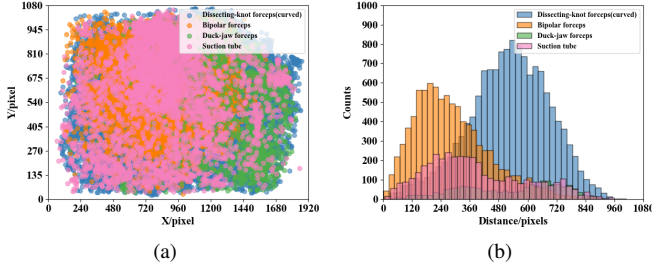 1080
945
810
675
540
405
270
135
0
Y/pixel
0 240 480 720 960 1200 1440 1680 1920
X/pixel
Dissecting-knot forceps(curved)
Bipolar forceps
Duck-jaw forceps
Suction tube
(a)
1000
900
800
700
600
500
400
300
200
100
0
Counts
0 120 240 360 480 600 720 840 960 1080
Distance/pixels
Dissecting-knot forceps(curved)
Bipolar forceps
Duck-jaw forceps
Suction tube
(b)